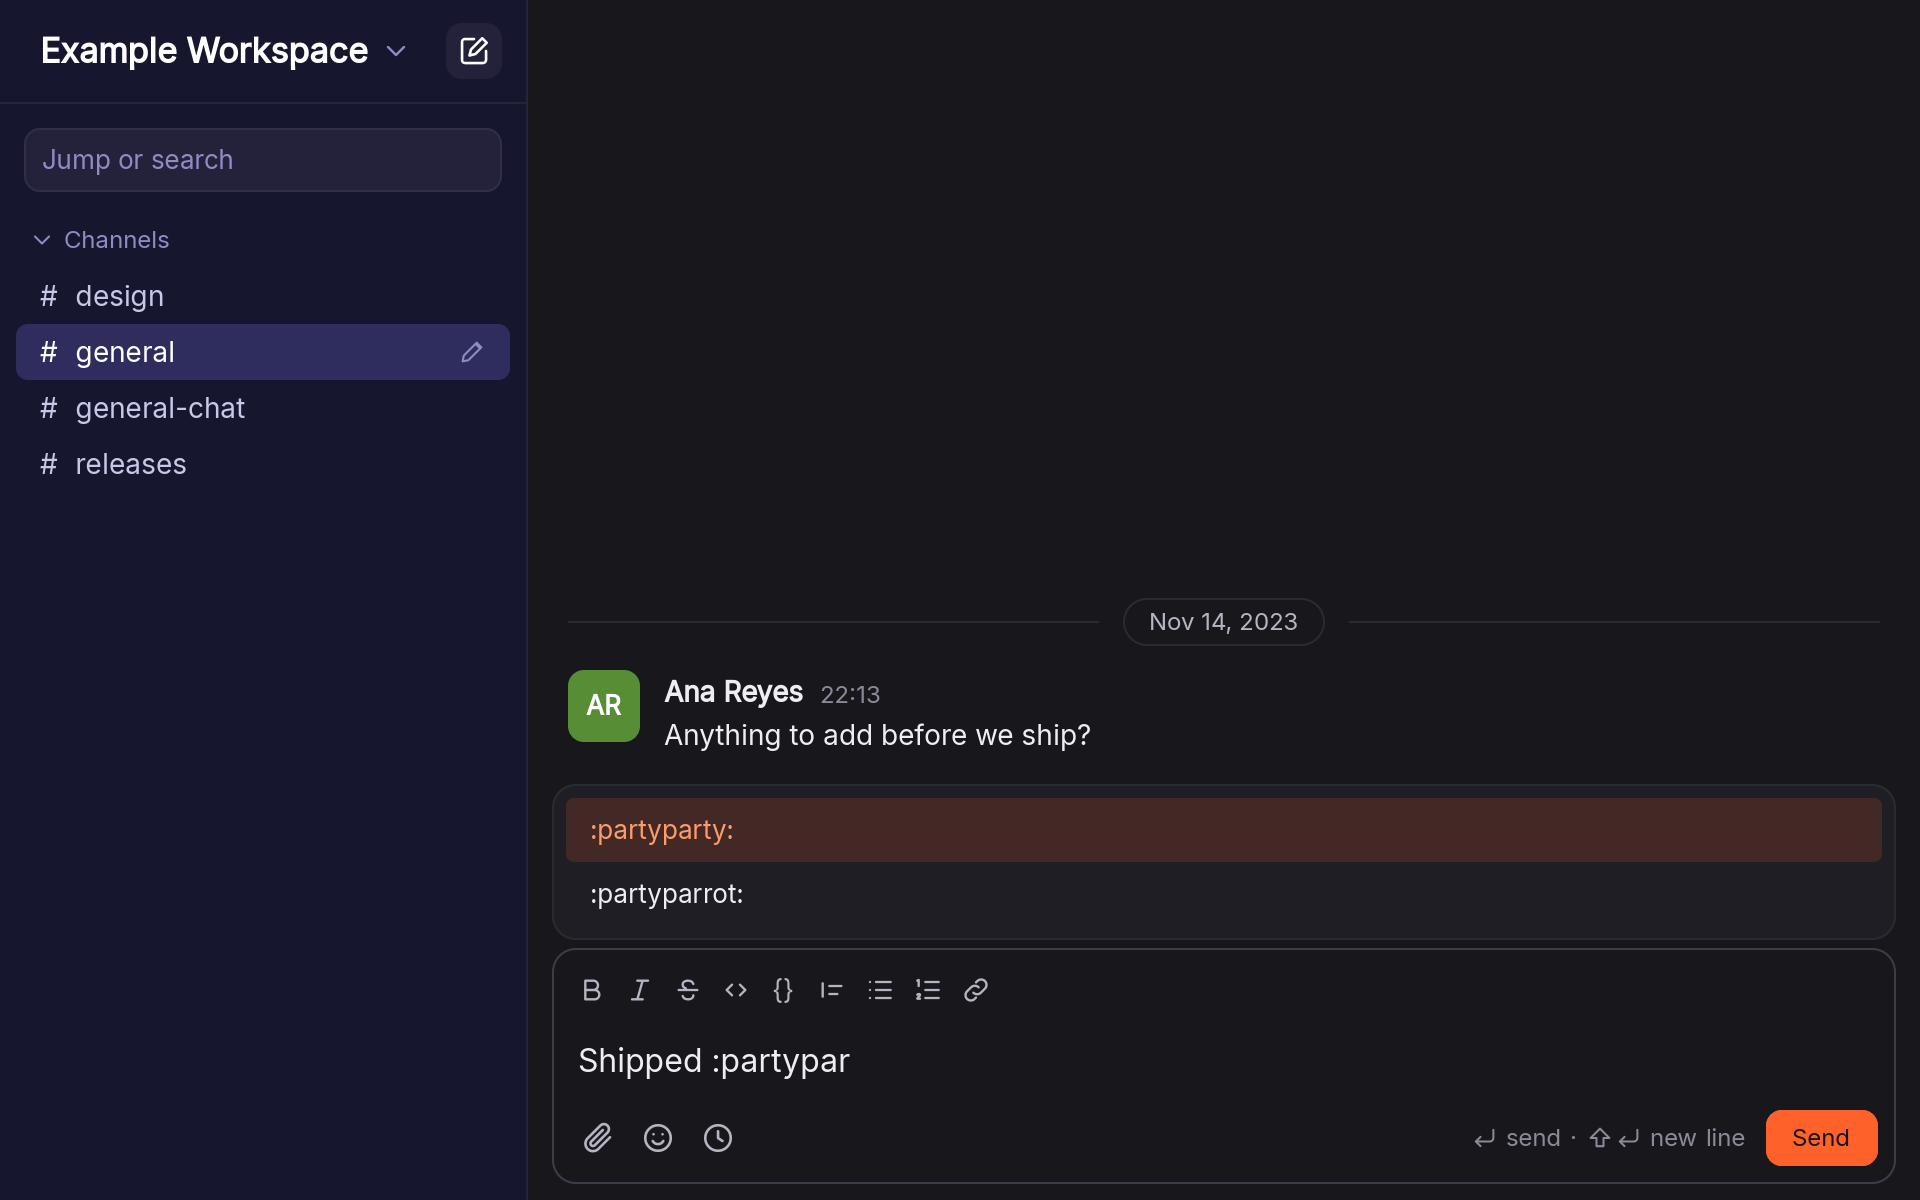 Example Workspace
Jump or search
Channels
# design
# general
# general-chat
# releases
Nov 14, 2023
AR
Ana Reyes 22:13
Anything to add before we ship?
:partyparty:
:partyparrot:
Shipped :partypar
send · new line
Send